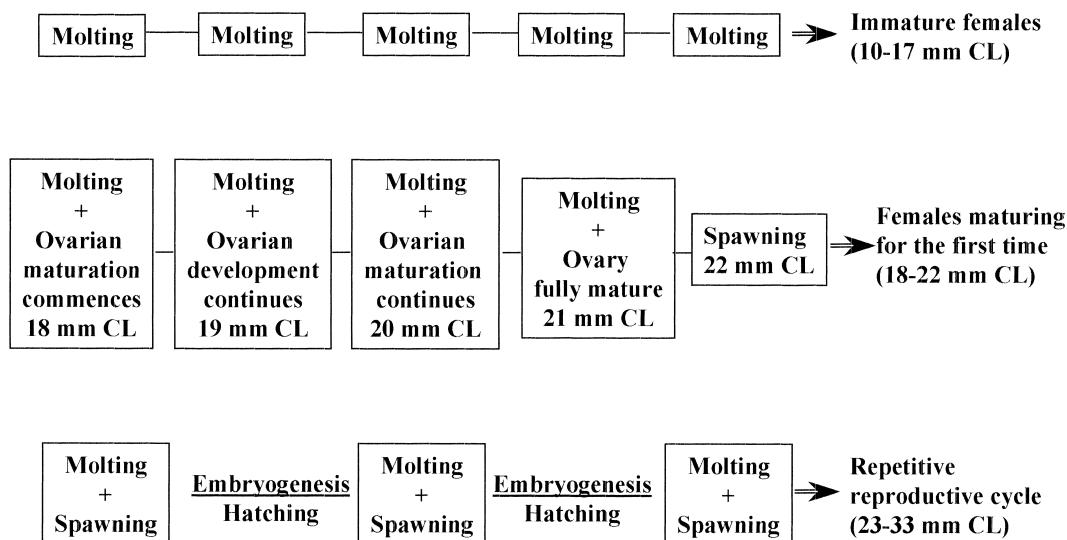 Molting
Molting
Molting
Molting
Molting
Immature females
(10-17 mm CL)
Molting
+
Ovarian
maturation
commences
18 mm CL
Molting
+
Ovarian
development
continues
19 mm CL
Molting
+
Ovarian
maturation
continues
20 mm CL
Molting
+
Ovary
fully mature
21 mm CL
Spawning
22 mm CL
Females maturing
for the first time
(18-22 mm CL)
Molting
+
Spawning
Embryogenesis
Hatching
Molting
+
Spawning
Embryogenesis
Hatching
Molting
+
Spawning
Repetitive
reproductive cycle
(23-33 mm CL)